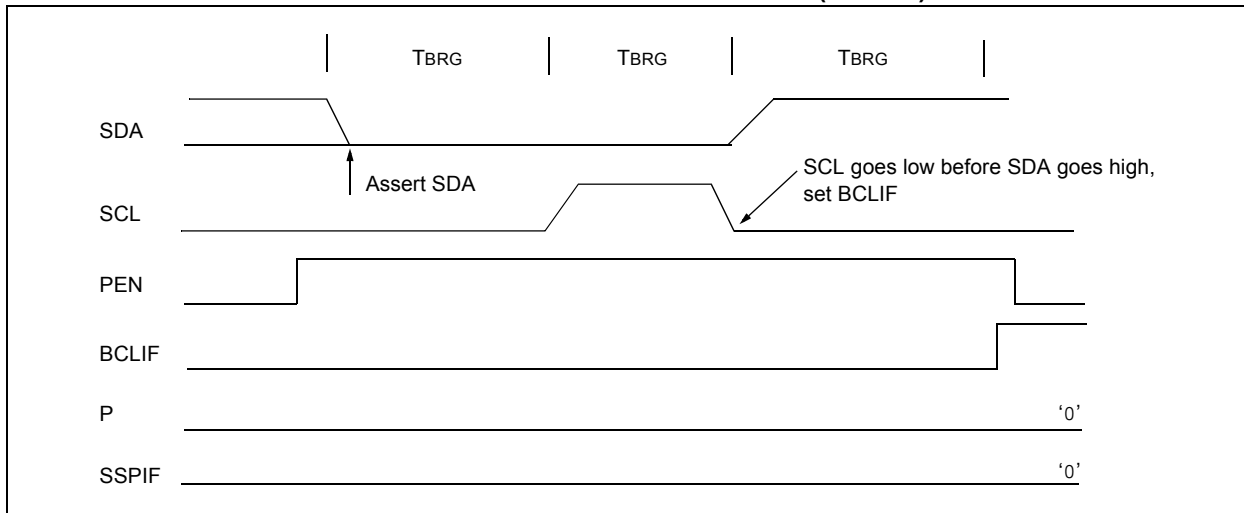 TBRG TBRG TBRG
SDA
Assert SDA
SCL goes low before SDA goes high,
set BCLIF
SCL
PEN
BCLIF
P '0'
SSPIF '0'